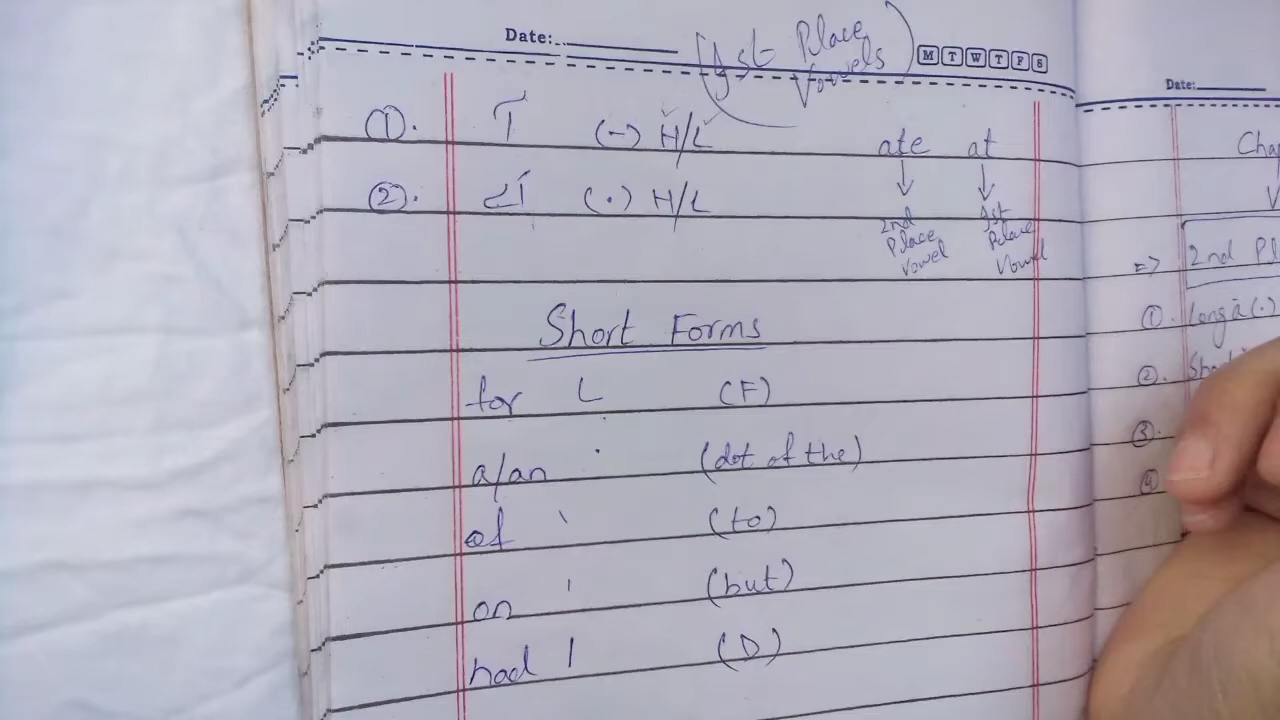 Date:
(1st Place
Vowels)
M T W T F S
①. (-) H/L ate at
②. (·) H/L
2nd Place Vowel
1st Place Vowel
Short Forms
for (F)
a/an (dot of the)
of (to)
on (but)
had (D)
Date:
Cha
=> 2nd Pl
①. Long ā (·)
②.
③.
④